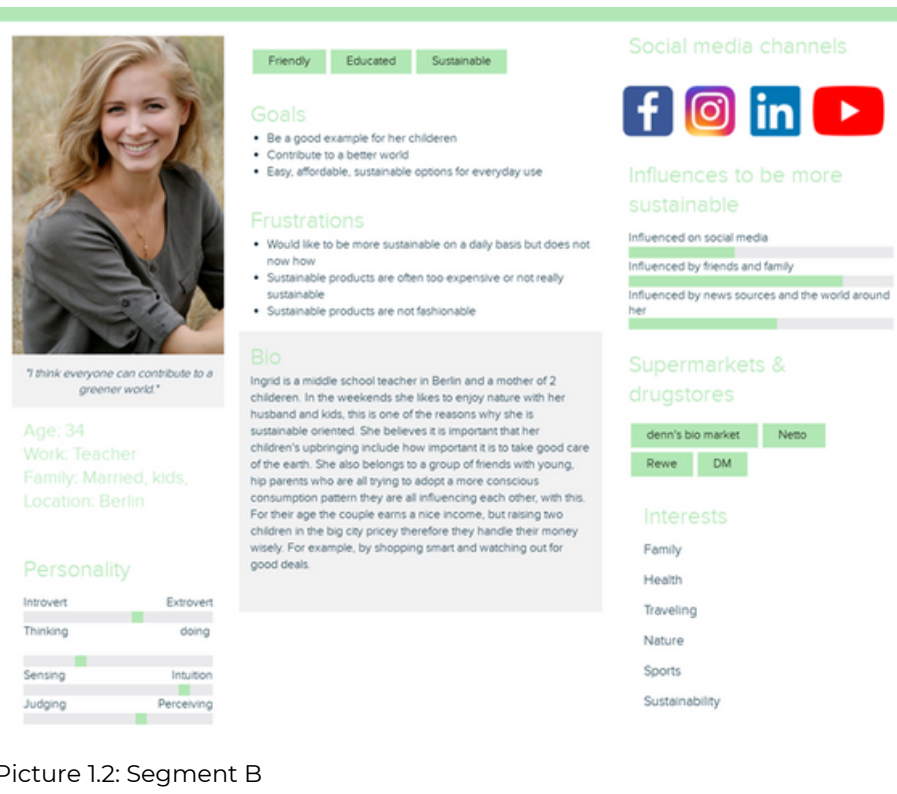 "I think everyone can contribute to a
greener world."
Age: 34
Work: Teacher
Family: Married, kids,
Location: Berlin
Personality
Introvert Extrovert
Thinking doing
Sensing Intuition
Judging Perceiving
Friendly Educated Sustainable
Goals
Be a good example for her childeren
Contribute to a better world
Easy, affordable, sustainable options for everyday use
Frustrations
Would like to be more sustainable on a daily basis but does not
now how
Sustainable products are often too expensive or not really
sustainable
Sustainable products are not fashionable
Bio
Ingrid is a middle school teacher in Berlin and a mother of 2
childeren. In the weekends she likes to enjoy nature with her
husband and kids, this is one of the reasons why she is
sustainable oriented. She believes it is important that her
children's upbringing include how important it is to take good care
of the earth. She also belongs to a group of friends with young,
hip parents who are all trying to adopt a more conscious
consumption pattern they are all influencing each other, with this.
For their age the couple earns a nice income, but raising two
children in the big city pricey therefore they handle their money
wisely. For example, by shopping smart and watching out for
good deals.
Social media channels
f
in
Influences to be more
sustainable
Influenced on social media
Influenced by friends and family
Influenced by news sources and the world around
her
Supermarkets &
drugstores
denn's bio market Netto
Rewe DM
Interests
Family
Health
Traveling
Nature
Sports
Sustainability
Picture 1.2: Segment B